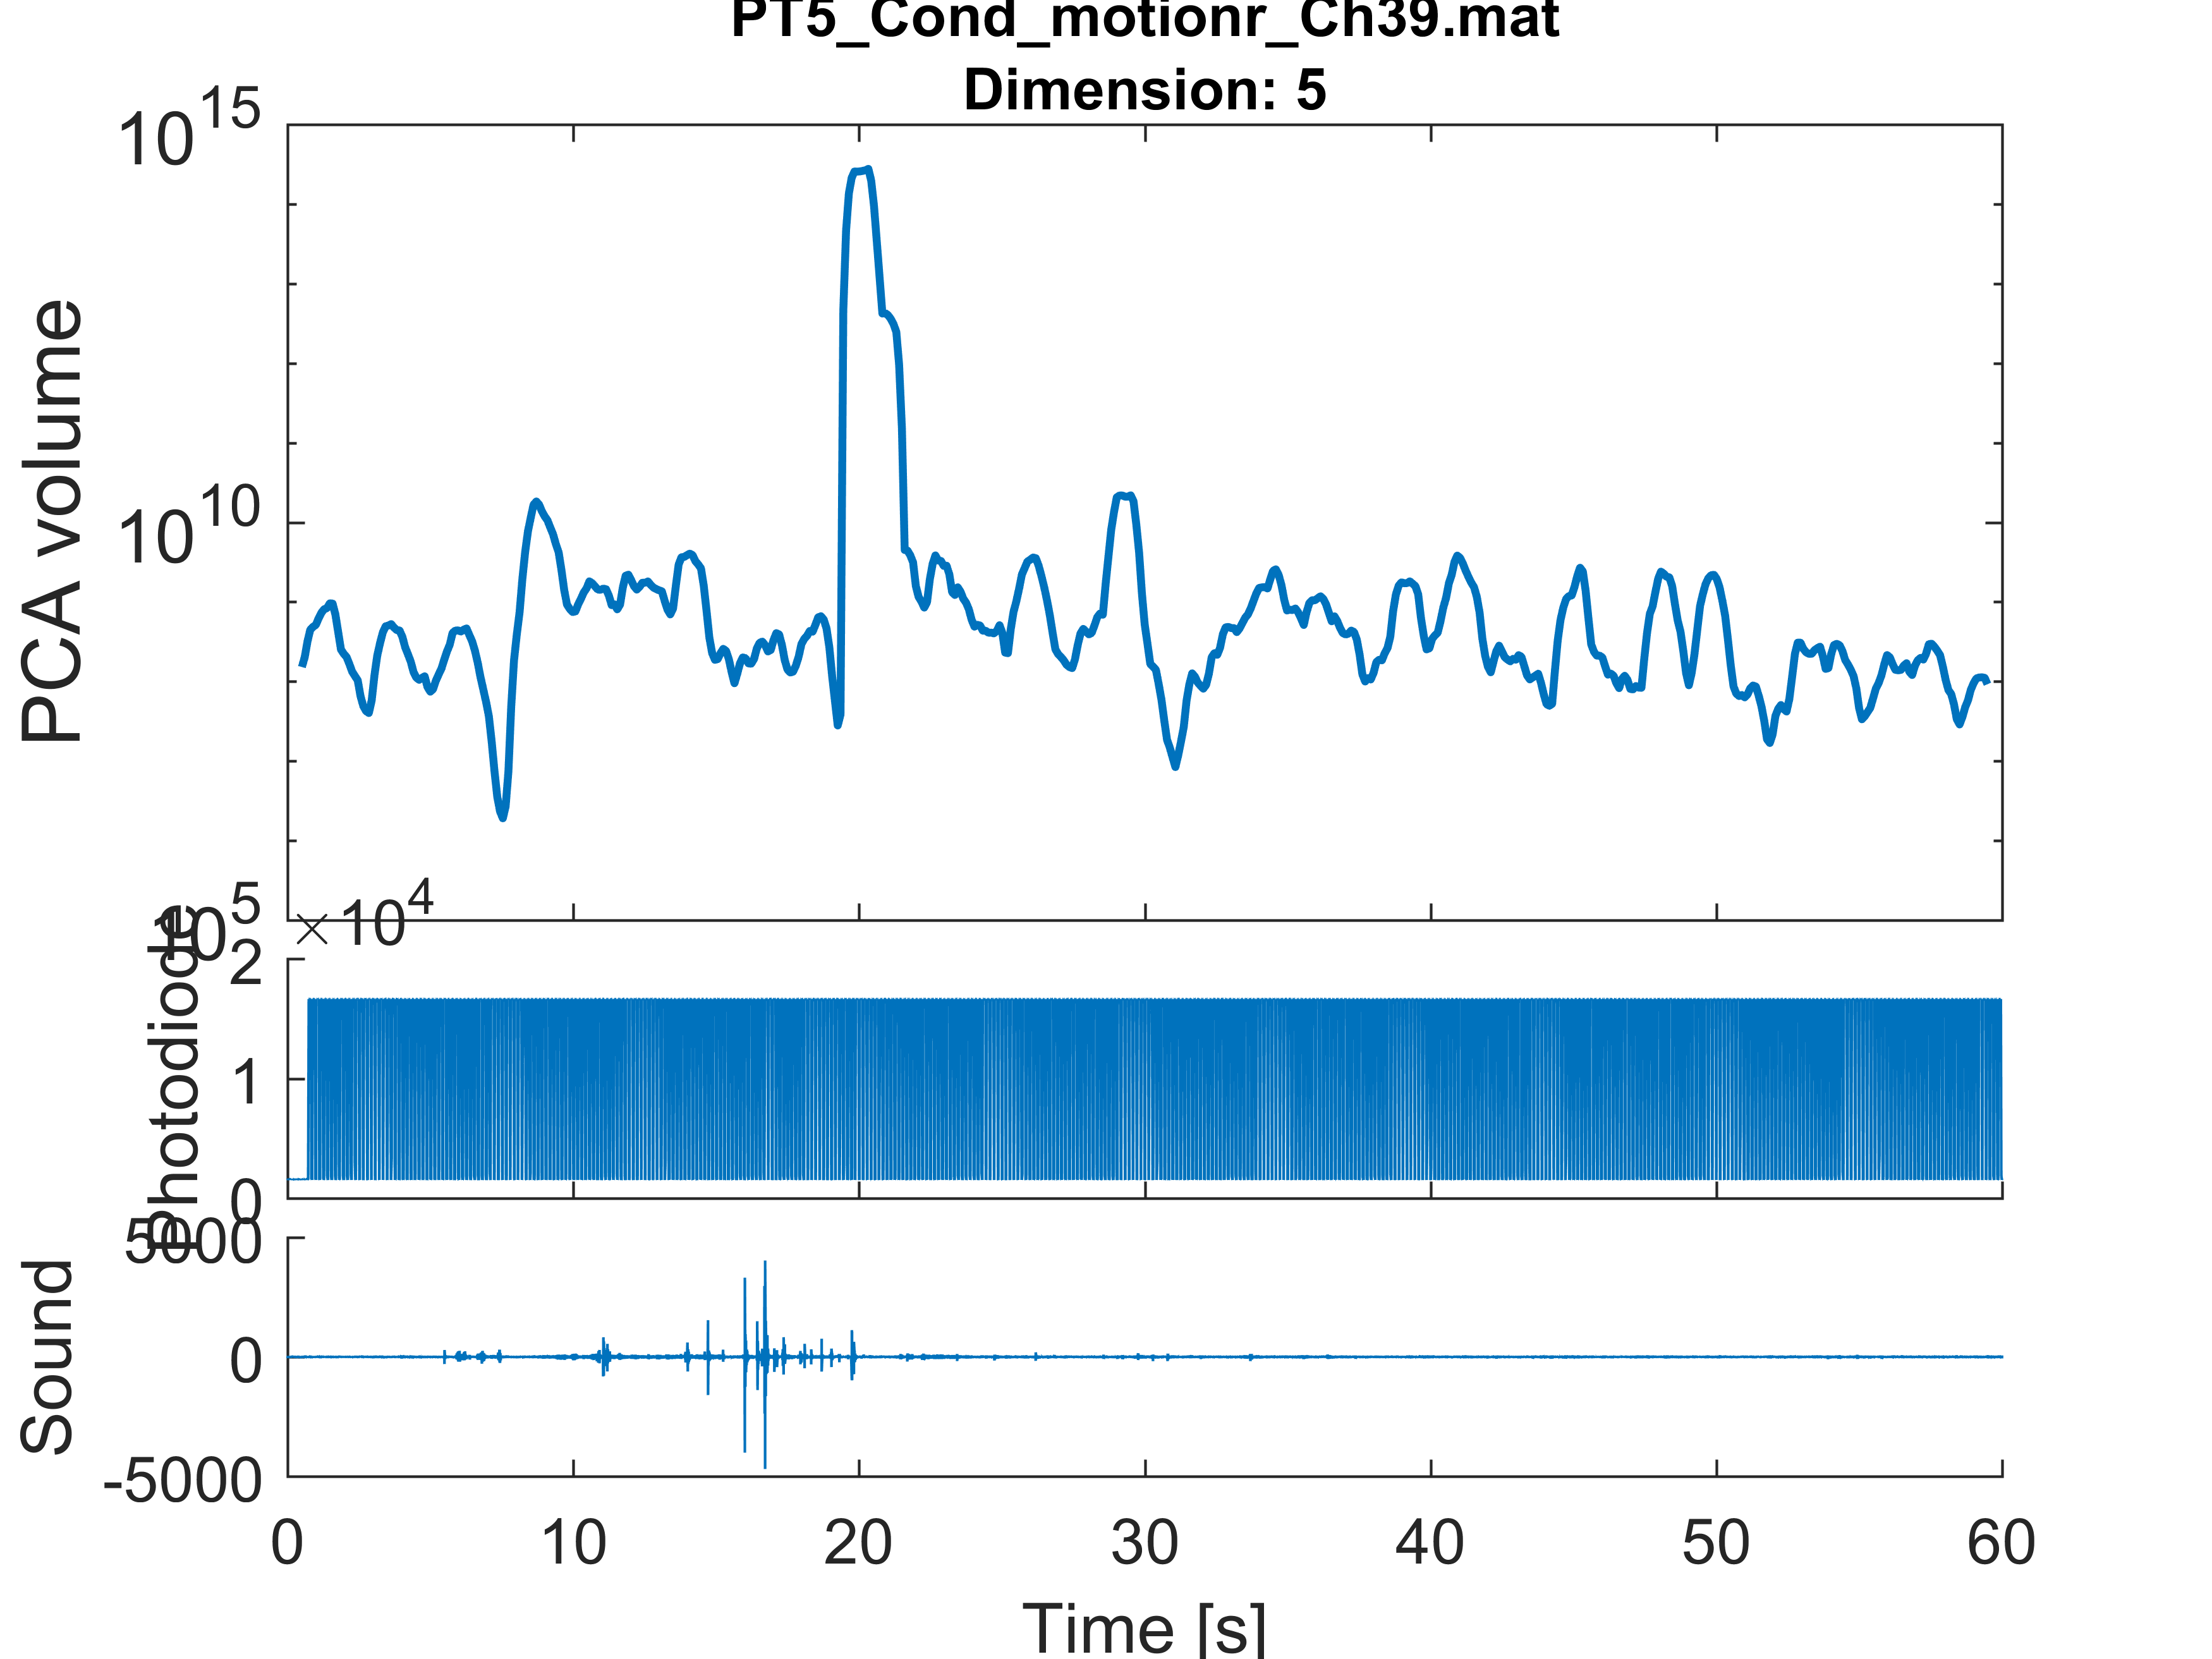 PT5_Cond_motionr_Ch39.mat
Dimension: 5
10^15
10^10
10^5
PCA volume
×10^4
2
1
0
Photodiode
5000
0
-5000
Sound
0 10 20 30 40 50 60
Time [s]